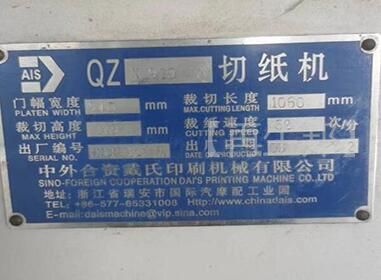 AIS QZ 切纸机
门幅宽度 mm 裁切长度 1060 mm
PLATEN WIDTH MAX.CUTTING LENGTH
裁切高度 mm 裁纸速度 次/分
MAX HEIGHT CUTTING SPEED
出厂编号 出厂日期
SERIAL NO. DATE OF PRODUCTION
中外合资戴氏印刷机械有限公司
SINO-FOREIGN COOPERATION DAI'S PRINTING MACHINE CO.,LTD
地址:浙江省瑞安市国际汽摩配工业园
TEL: +86-577-65331008 Http://www.chinadais.com
E-mail:daismachine@vip.sina.com